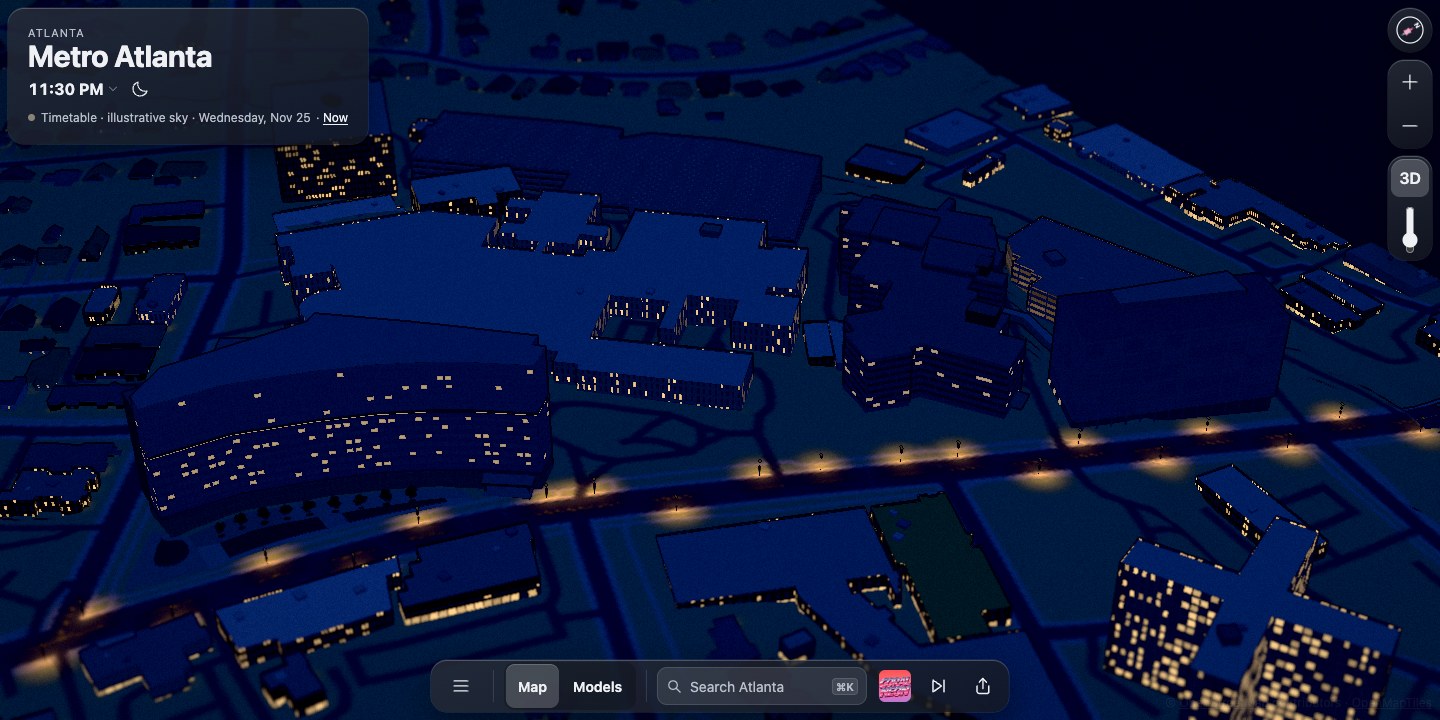 ATLANTA
Metro Atlanta
11:30 PM
Timetable · illustrative sky · Wednesday, Nov 25 · Now
3D
Map
Models
Search Atlanta
⌘K